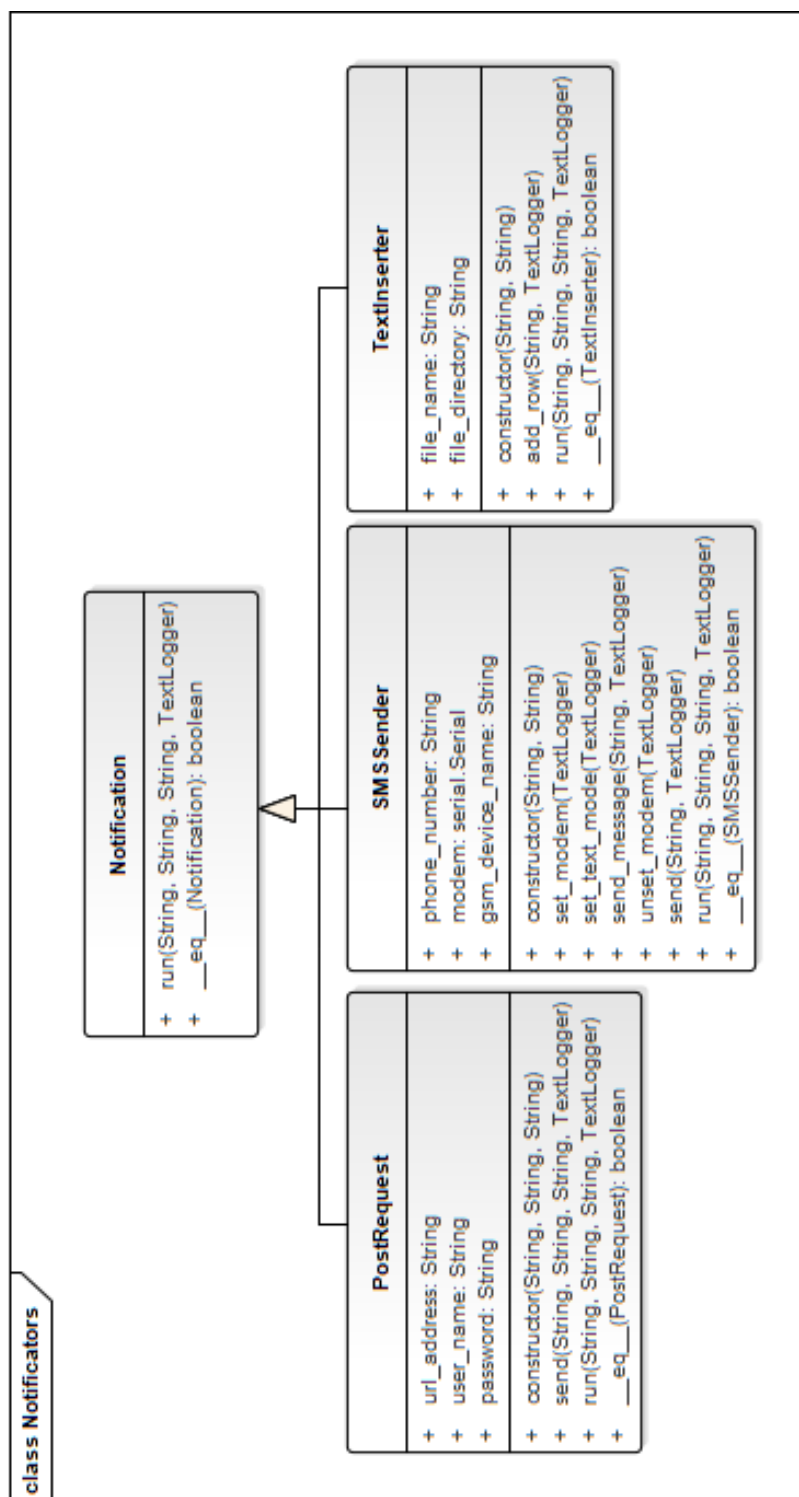 class Notificators
Notification
+ run(String, String, String, TextLogger)
+ __eq__(Notification): boolean
PostRequest
+ url_address: String
+ user_name: String
+ password: String
+ constructor(String, String, String)
+ send(String, String, String, TextLogger)
+ run(String, String, String, TextLogger)
+ __eq__(PostRequest): boolean
SMSSender
+ phone_number: String
+ modem: serial.Serial
+ gsm_device_name: String
+ constructor(String, String)
+ set_modem(TextLogger)
+ set_text_mode(TextLogger)
+ send_message(String, TextLogger)
+ unset_modem(TextLogger)
+ send(String, TextLogger)
+ run(String, String, String, TextLogger)
+ __eq__(SMSSender): boolean
TextInserter
+ file_name: String
+ file_directory: String
+ constructor(String, String)
+ add_row(String, TextLogger)
+ run(String, String, String, TextLogger)
+ __eq__(TextInserter): boolean